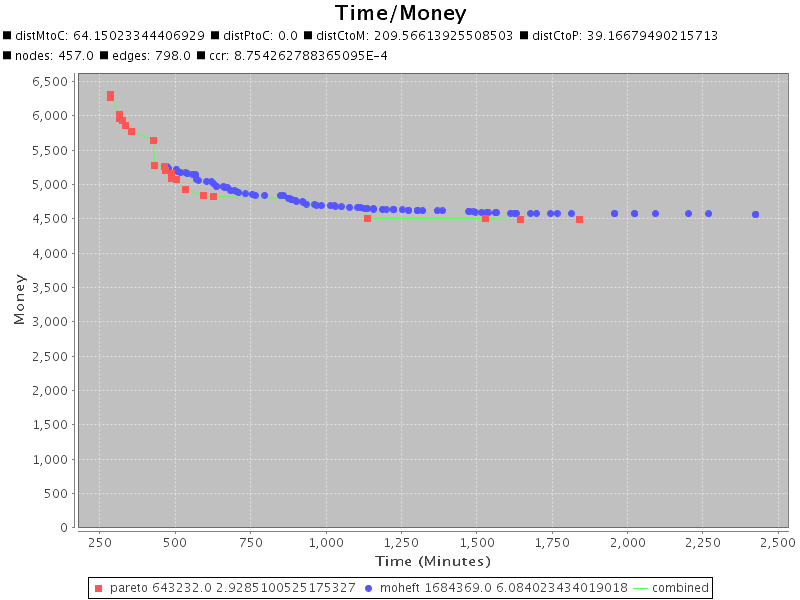 Time/Money
distMtoC: 64.15023344406929 distPtoC: 0.0 distCtoM: 209.56613925508503 distCtoP: 39.16679490215713
nodes: 457.0 edges: 798.0 ccr: 8.754262788365095E-4
6,500
6,000
5,500
5,000
4,500
4,000
3,500
3,000
2,500
2,000
1,500
1,000
500
0
Money
250 500 750 1,000 1,250 1,500 1,750 2,000 2,250 2,500
Time (Minutes)
pareto 643232.0 2.9285100525175327 moheft 1684369.0 6.084023434019018 combined